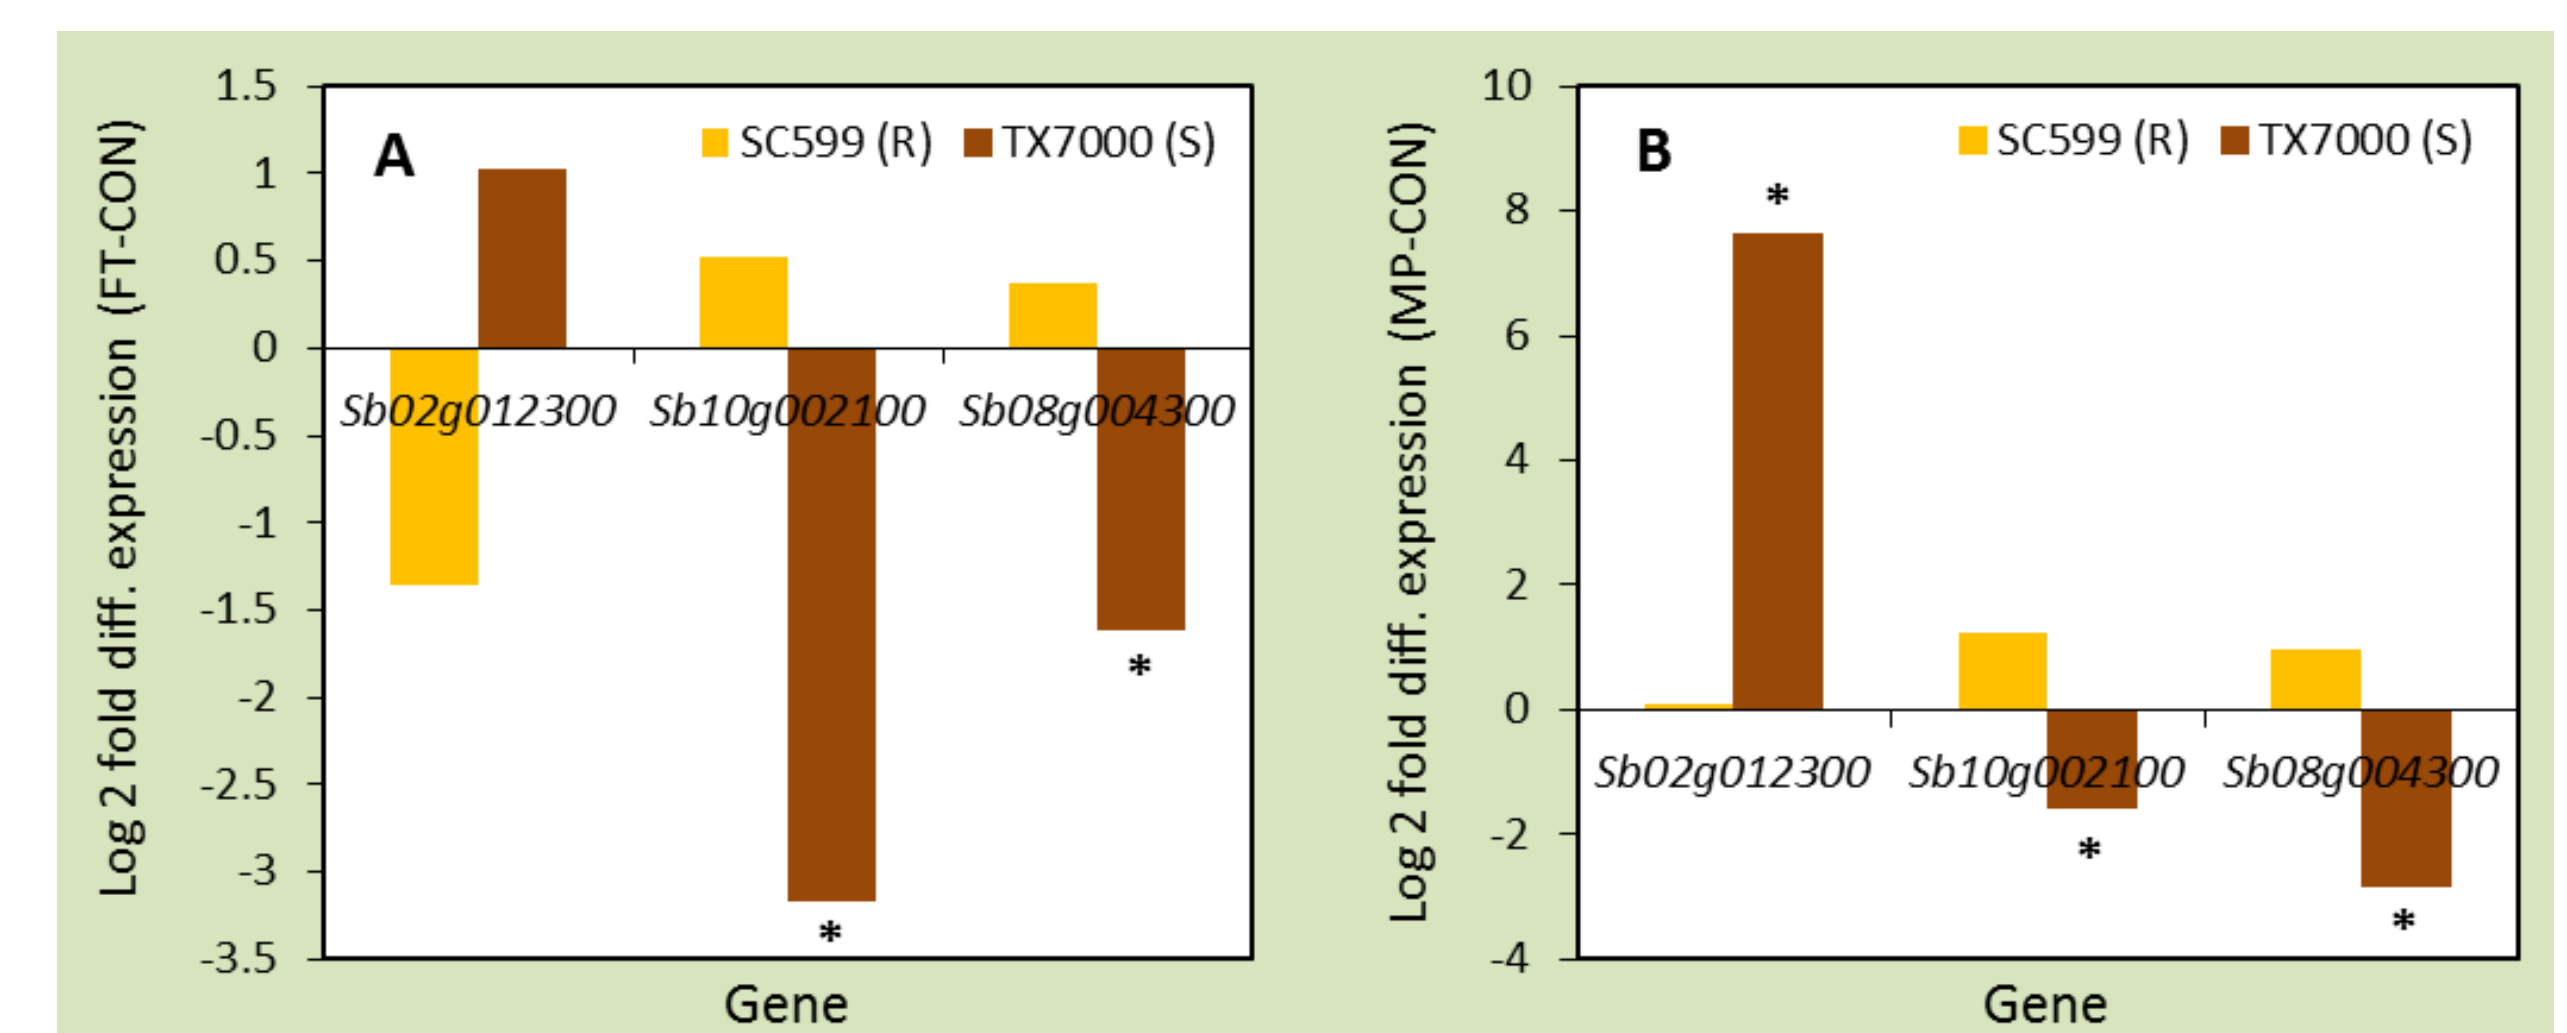 Log 2 fold diff. expression (FT-CON)
1.5
1
0.5
0
-0.5
-1
-1.5
-2
-2.5
-3
-3.5
A
SC599 (R) TX7000 (S)
Sb02g012300 Sb10g002100 Sb08g004300
*
*
Gene
Log 2 fold diff. expression (MP-CON)
10
8
6
4
2
0
-2
-4
B
SC599 (R) TX7000 (S)
*
Sb02g012300 Sb10g002100 Sb08g004300
*
*
Gene